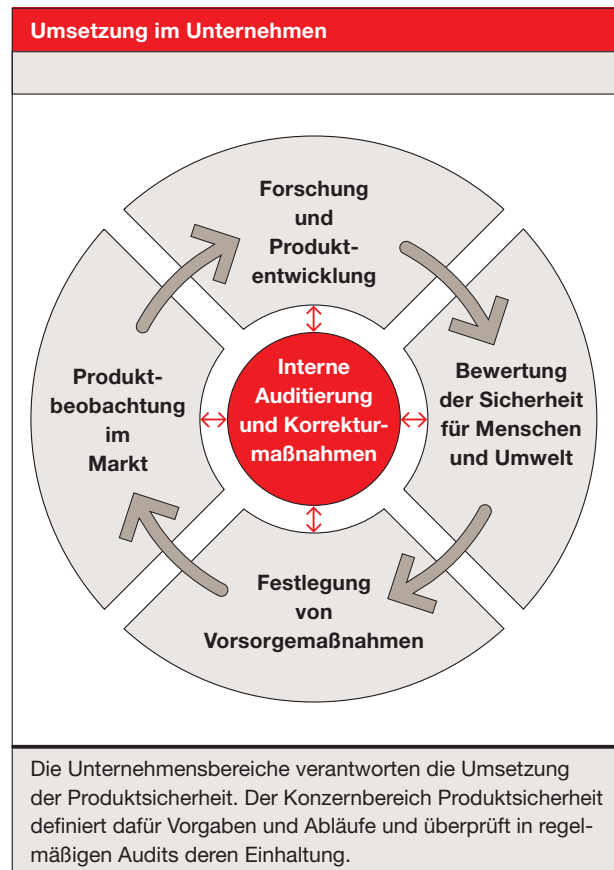 Umsetzung im Unternehmen
Forschung
und
Produkt-
entwicklung
Bewertung
der Sicherheit
für Menschen
und Umwelt
Festlegung
von
Vorsorgemaßnahmen
Produkt-
beobachtung
im
Markt
Interne
Auditierung
und Korrektur-
maßnahmen
Die Unternehmensbereiche verantworten die Umsetzung
der Produktsicherheit. Der Konzernbereich Produktsicherheit
definiert dafür Vorgaben und Abläufe und überprüft in regel-
mäßigen Audits deren Einhaltung.